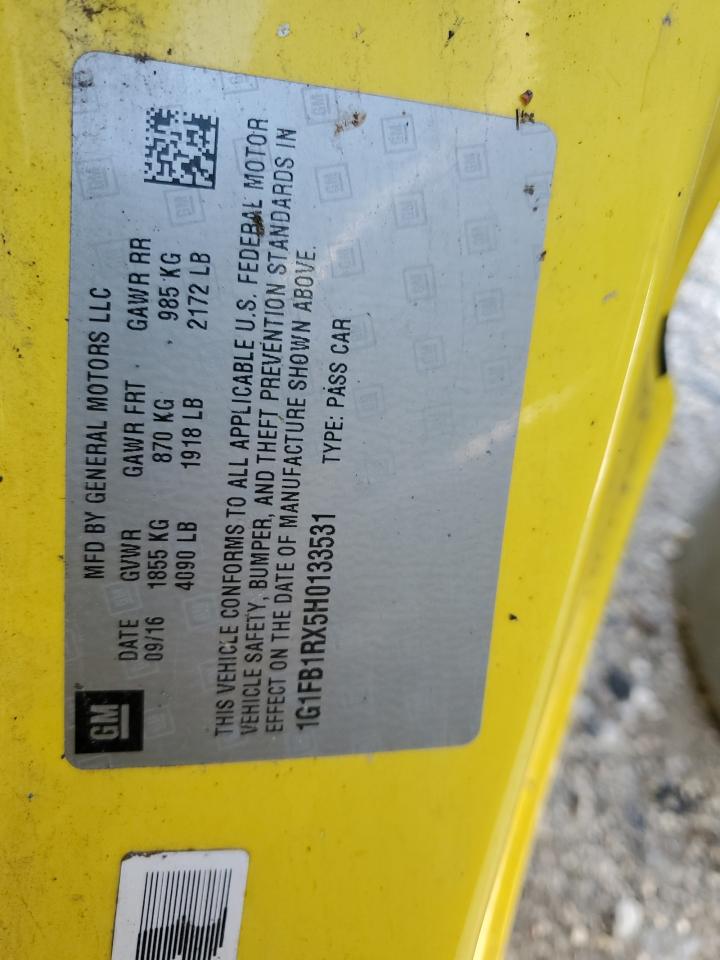 GM
MFD BY GENERAL MOTORS LLC
DATE GVWR GAWR FRT GAWR RR
09/16 1855 KG 870 KG 985 KG
4090 LB 1918 LB 2172 LB
THIS VEHICLE CONFORMS TO ALL APPLICABLE U.S. FEDERAL MOTOR
VEHICLE SAFETY, BUMPER, AND THEFT PREVENTION STANDARDS IN
EFFECT ON THE DATE OF MANUFACTURE SHOWN ABOVE.
1G1FB1RX5H0133531 TYPE: PASS CAR